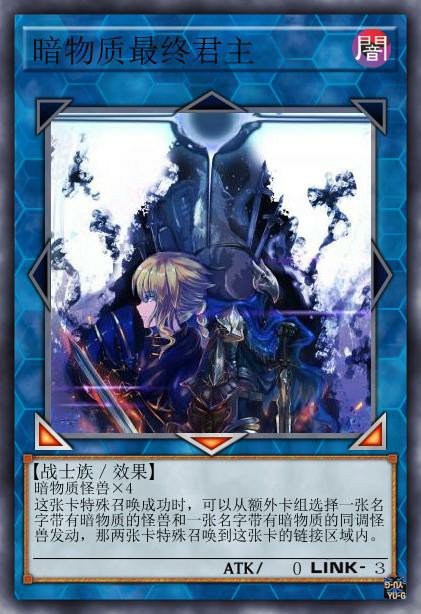 暗物质最终君主
闇
【战士族 / 效果】
暗物质怪兽×4
这张卡特殊召唤成功时，可以从额外卡组选择一张名
字带有暗物质的怪兽和一张名字带有暗物质的同调怪
兽发动，那两张卡特殊召唤到这张卡的链接区域内。
ATK/ 0 LINK- 3